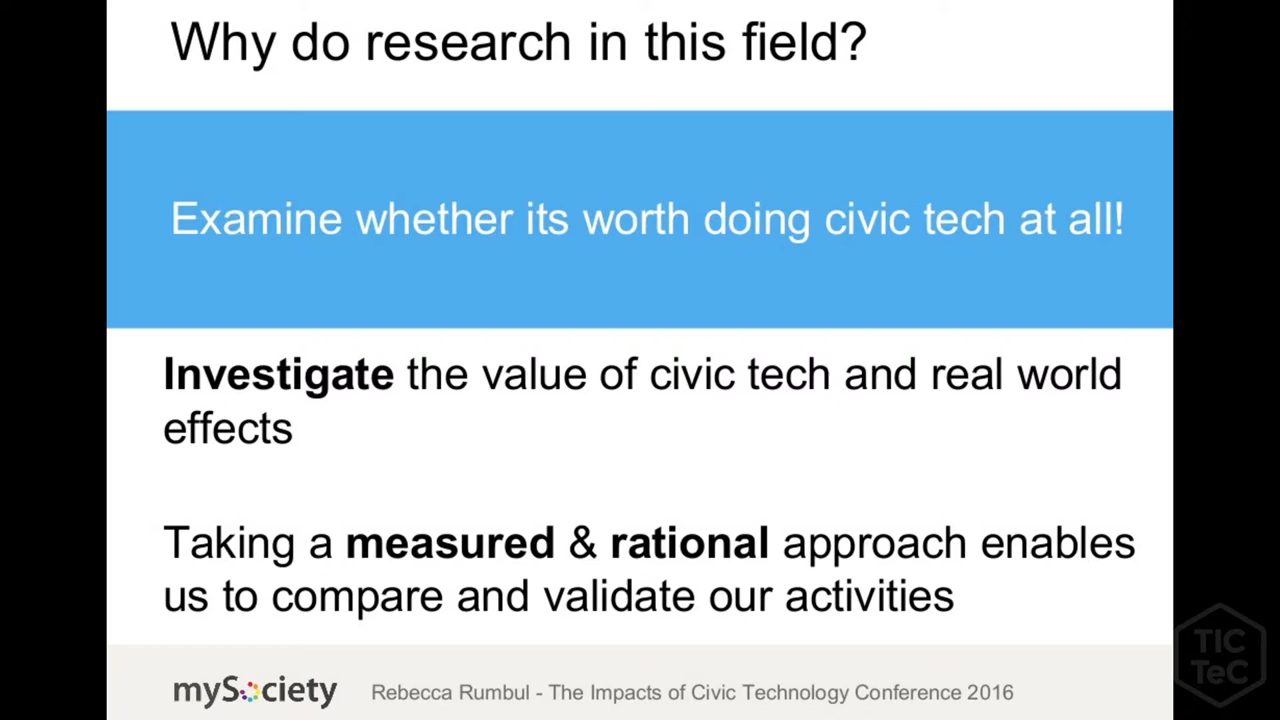 Why do research in this field?
Examine whether its worth doing civic tech at all!
Investigate the value of civic tech and real world
effects
Taking a measured & rational approach enables
us to compare and validate our activities
mySociety
Rebecca Rumbul - The Impacts of Civic Technology Conference 2016
TIC
TeC